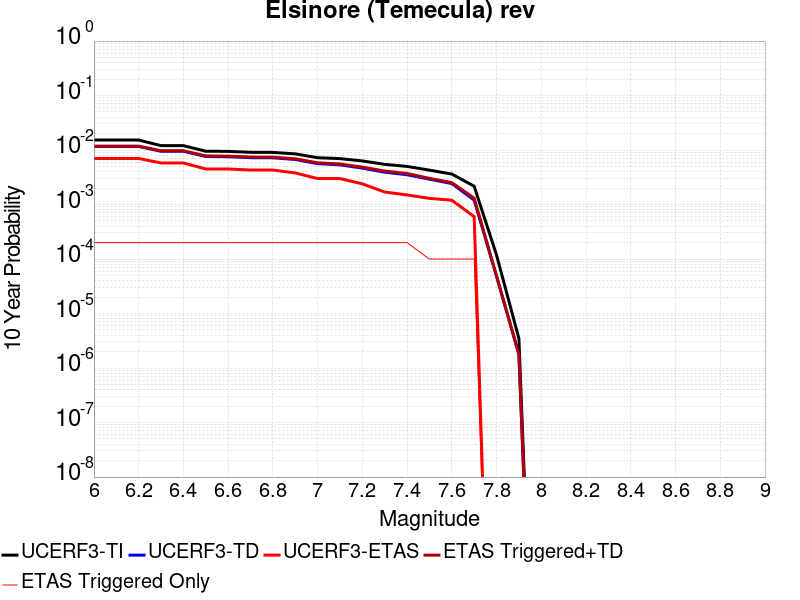 Elsinore (Temecula) rev
10 Year Probability
10^0
10^-1
10^-2
10^-3
10^-4
10^-5
10^-6
10^-7
10^-8
6 6.2 6.4 6.6 6.8 7 7.2 7.4 7.6 7.8 8 8.2 8.4 8.6 8.8 9
Magnitude
UCERF3-TI UCERF3-TD UCERF3-ETAS ETAS Triggered+TD
ETAS Triggered Only